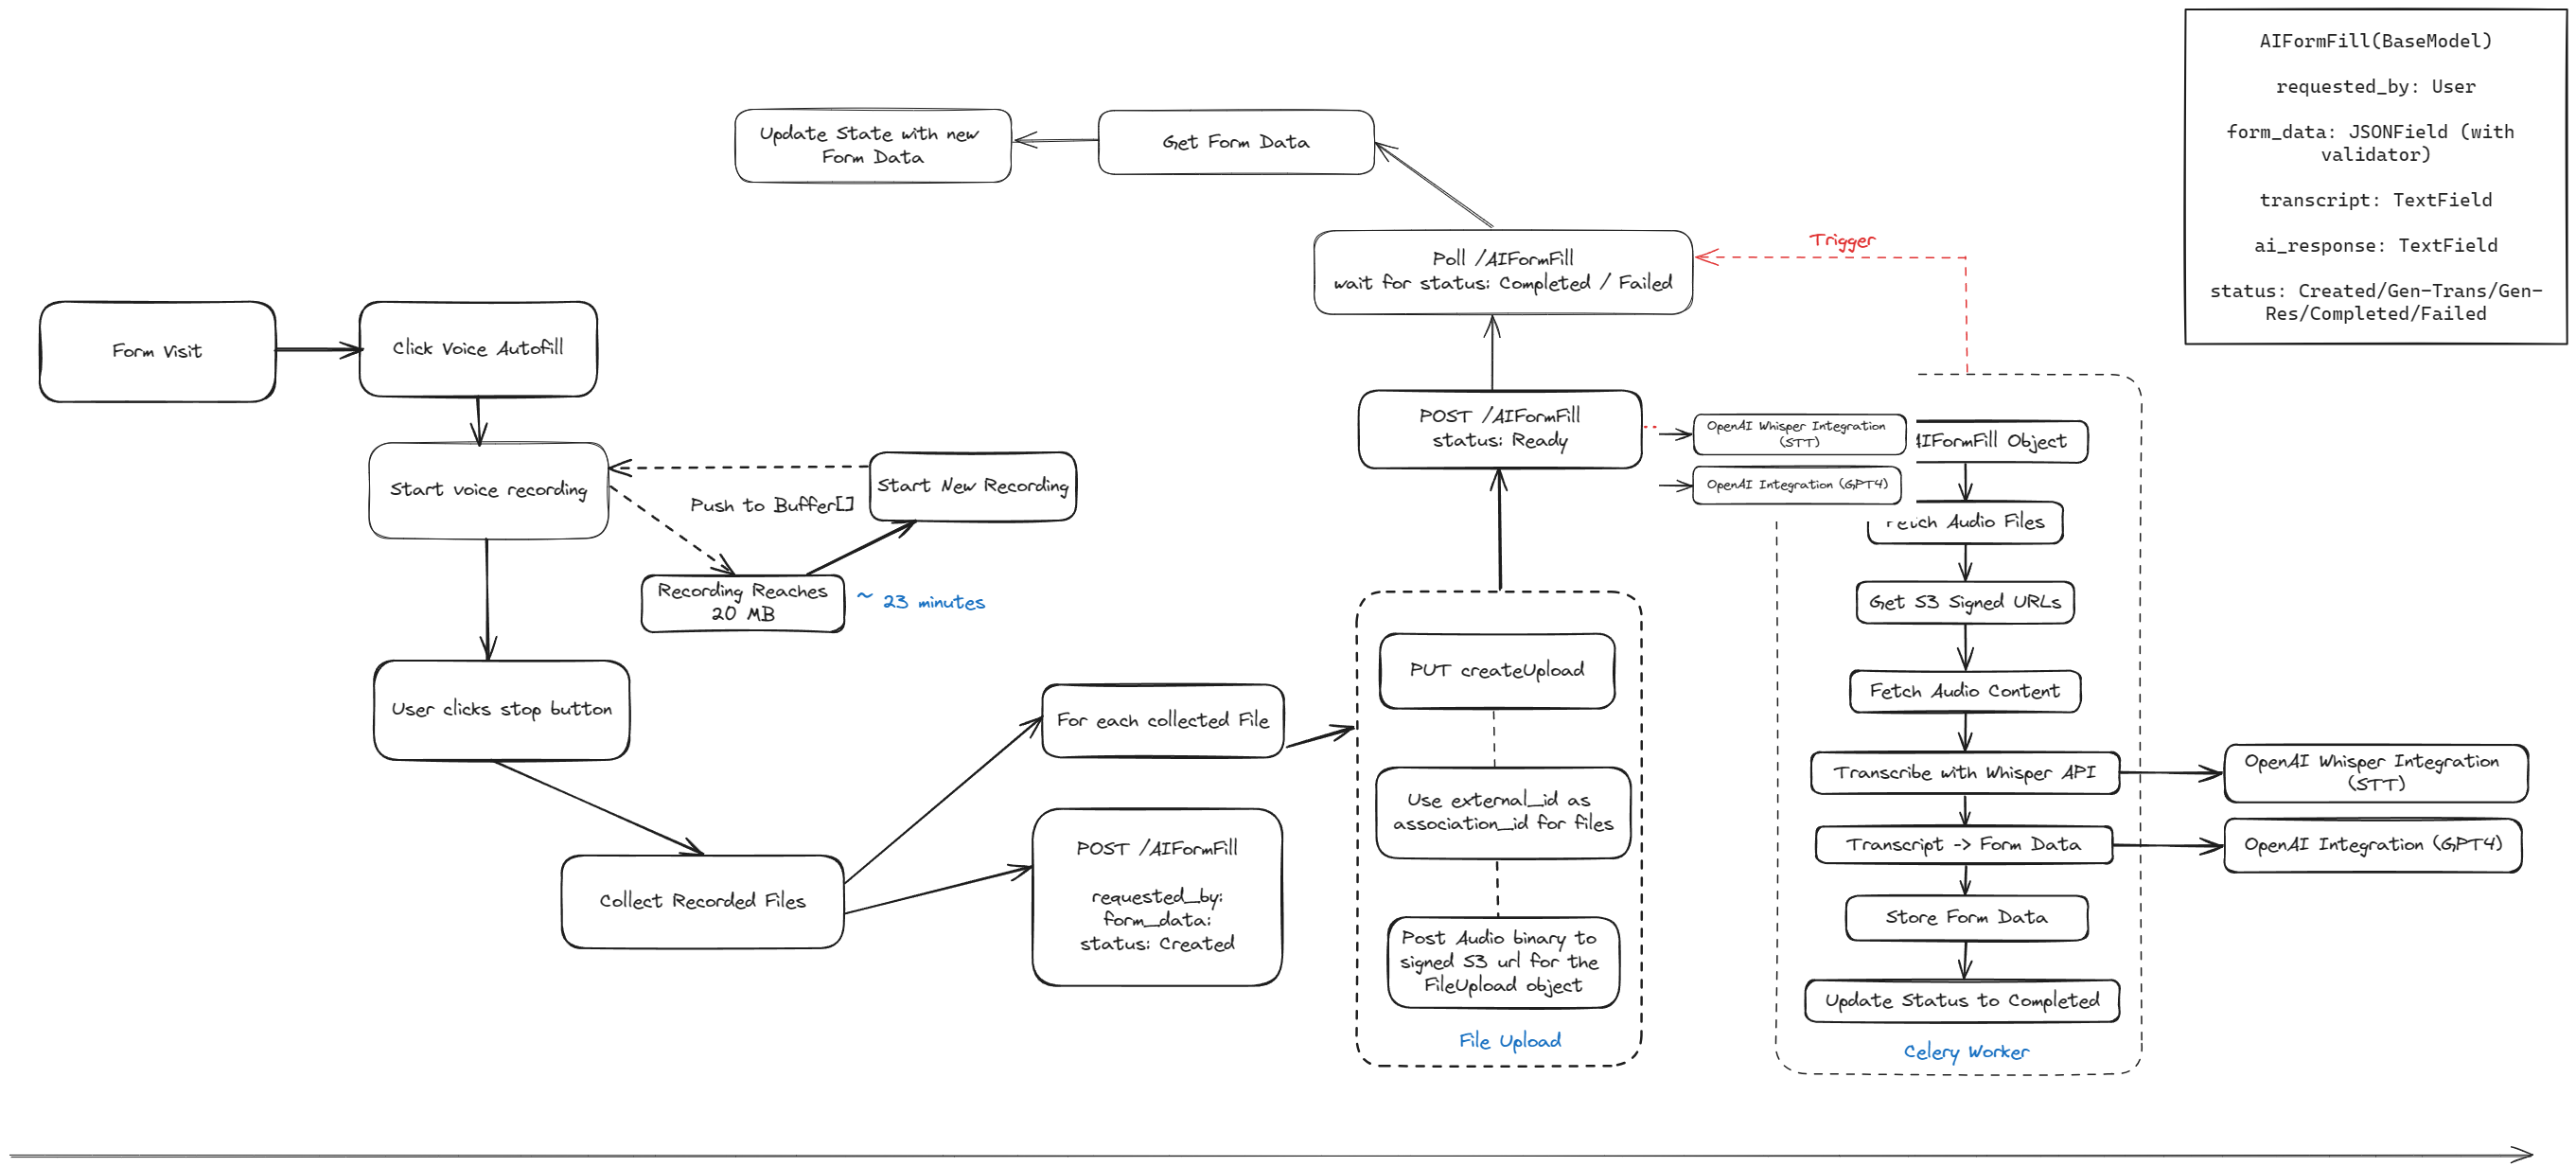 AIFormFill(BaseModel)
requested_by: User
form_data: JSONField (with
validator)
transcript: TextField
ai_response: TextField
status: Created/Gen-Trans/Gen-
Res/Completed/Failed
Update State with new
Form Data
Get Form Data
Poll /AIFormFill
wait for status: Completed / Failed
Trigger
Form Visit
Click Voice Autofill
Start voice recording
Start New Recording
Push to Buffer[]
Recording Reaches
20 MB
~ 23 minutes
User clicks stop button
Collect Recorded Files
For each collected File
POST /AIFormFill
requested_by:
form_data:
status: Created
POST /AIFormFill
status: Ready
PUT createUpload
Use external_id as
association_id for files
Post Audio binary to
signed S3 url for the
FileUpload object
File Upload
OpenAI Whisper Integration
(STT)
OpenAI Integration (GPT4)
AIFormFill Object
Fetch Audio Files
Get S3 Signed URLs
Fetch Audio Content
Transcribe with Whisper API
Transcript -> Form Data
Store Form Data
Update Status to Completed
Celery Worker
OpenAI Whisper Integration
(STT)
OpenAI Integration (GPT4)